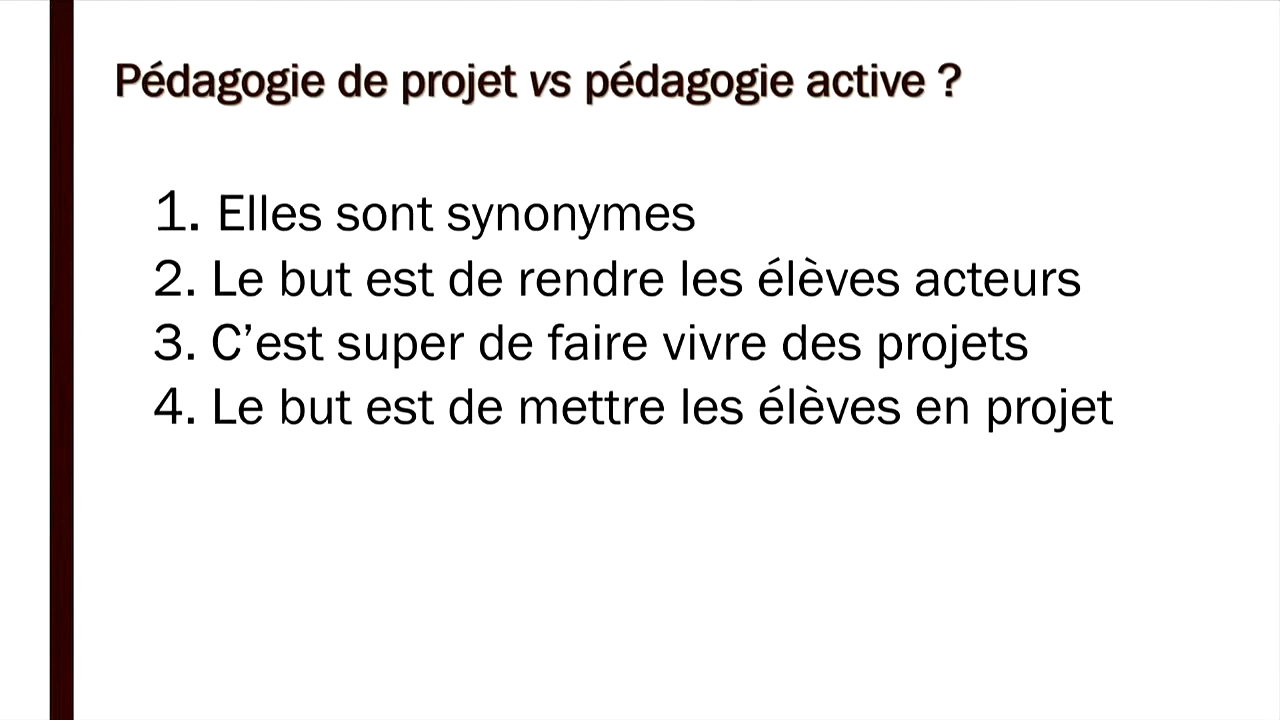 Pédagogie de projet vs pédagogie active ?
1. Elles sont synonymes
2. Le but est de rendre les élèves acteurs
3. C’est super de faire vivre des projets
4. Le but est de mettre les élèves en projet